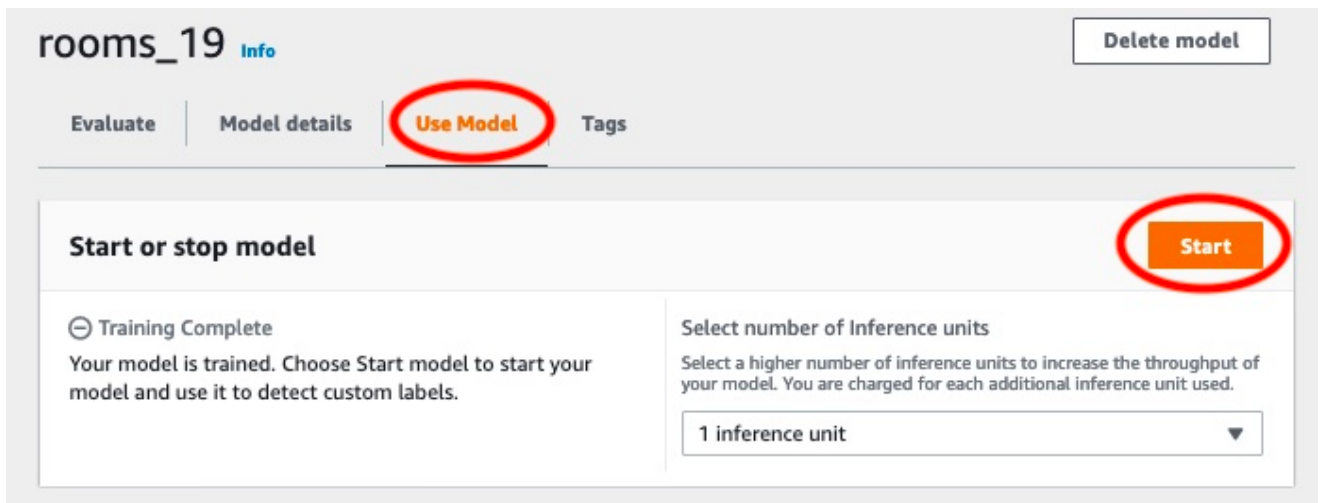 rooms_19 Info
Delete model
Evaluate
Model details
Use Model
Tags
Start or stop model
Start
Training Complete
Your model is trained. Choose Start model to start your
model and use it to detect custom labels.
Select number of Inference units
Select a higher number of inference units to increase the throughput of
your model. You are charged for each additional inference unit used.
1 inference unit